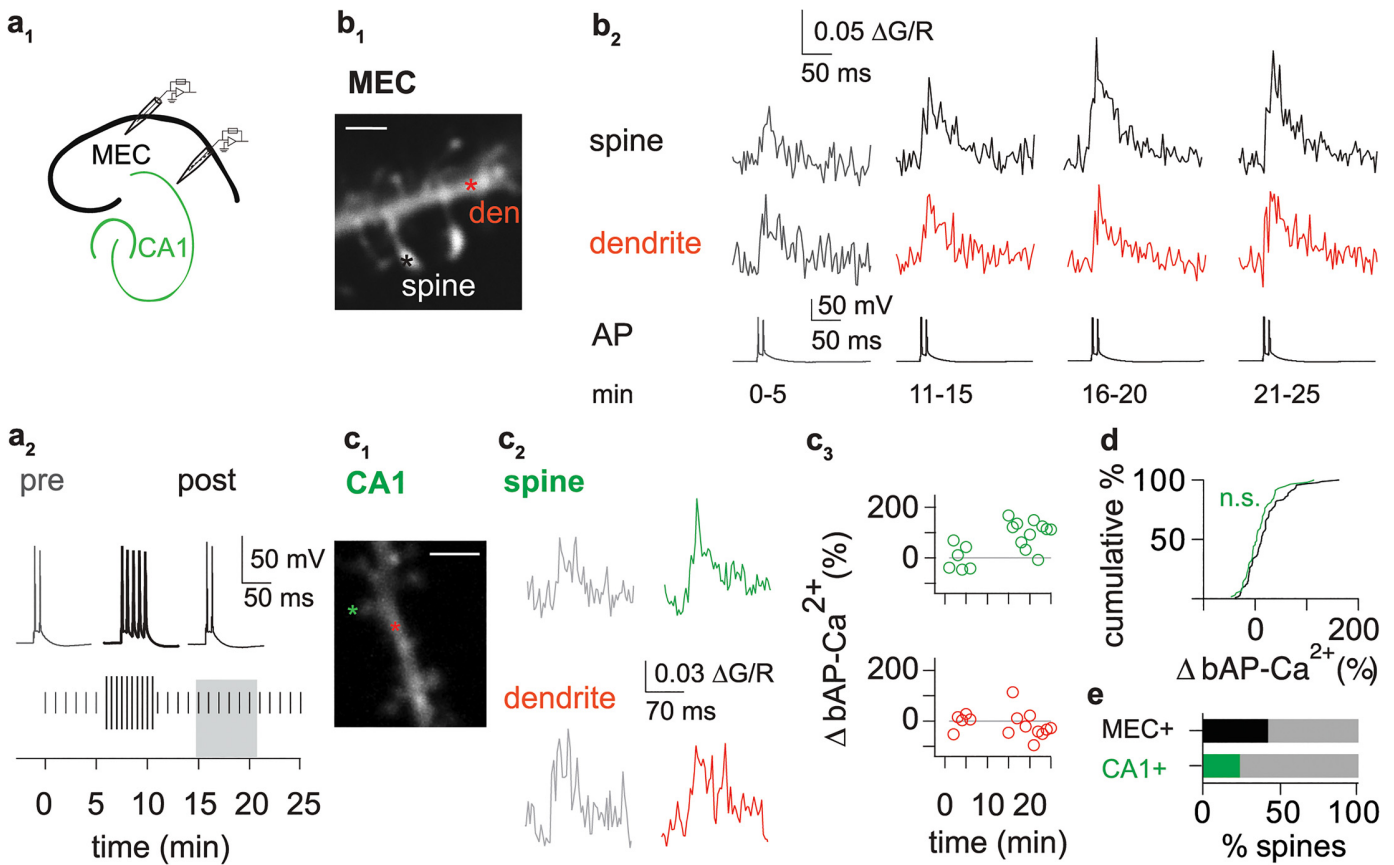 a1
MEC
CA1
b1
MEC
den
spine
b2
0.05 ΔG/R
50 ms
spine
dendrite
50 mV
50 ms
AP
min 0-5 11-15 16-20 21-25
a2
pre post
50 mV
50 ms
0 5 10 15 20 25
time (min)
c1
CA1
c2
spine
dendrite
0.03 ΔG/R
70 ms
c3
200
0
200
0
Δ bAP-Ca2+(%)
0 10 20
time (min)
d
cumulative %
100
50
n.s.
0 200
Δ bAP-Ca2+(%)
e
MEC+
CA1+
0 50 100
% spines